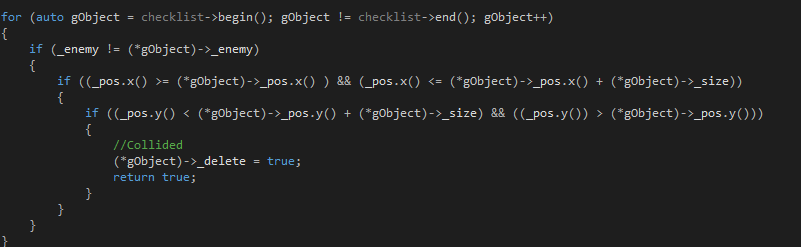 for (auto gObject = checklist->begin(); gObject != checklist->end(); gObject++)
{
    if (_enemy != (*gObject)->_enemy)
    {
        if ((_pos.x() >= (*gObject)->_pos.x() ) && (_pos.x() <= (*gObject)->_pos.x() + (*gObject)->_size))
        {
            if ((_pos.y() < (*gObject)->_pos.y() + (*gObject)->_size) && ((_pos.y()) > (*gObject)->_pos.y()))
            {
                //Collided
                (*gObject)->_delete = true;
                return true;
            }
        }
    }
}